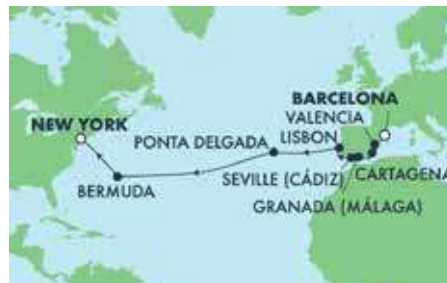 BARCELONA
VALENCIA
NEW YORK
LISBON
PONTA DELGADA
SEVILLE (CÁDIZ)
CARTAGENA
BERMUDA
GRANADA (MÁLAGA)